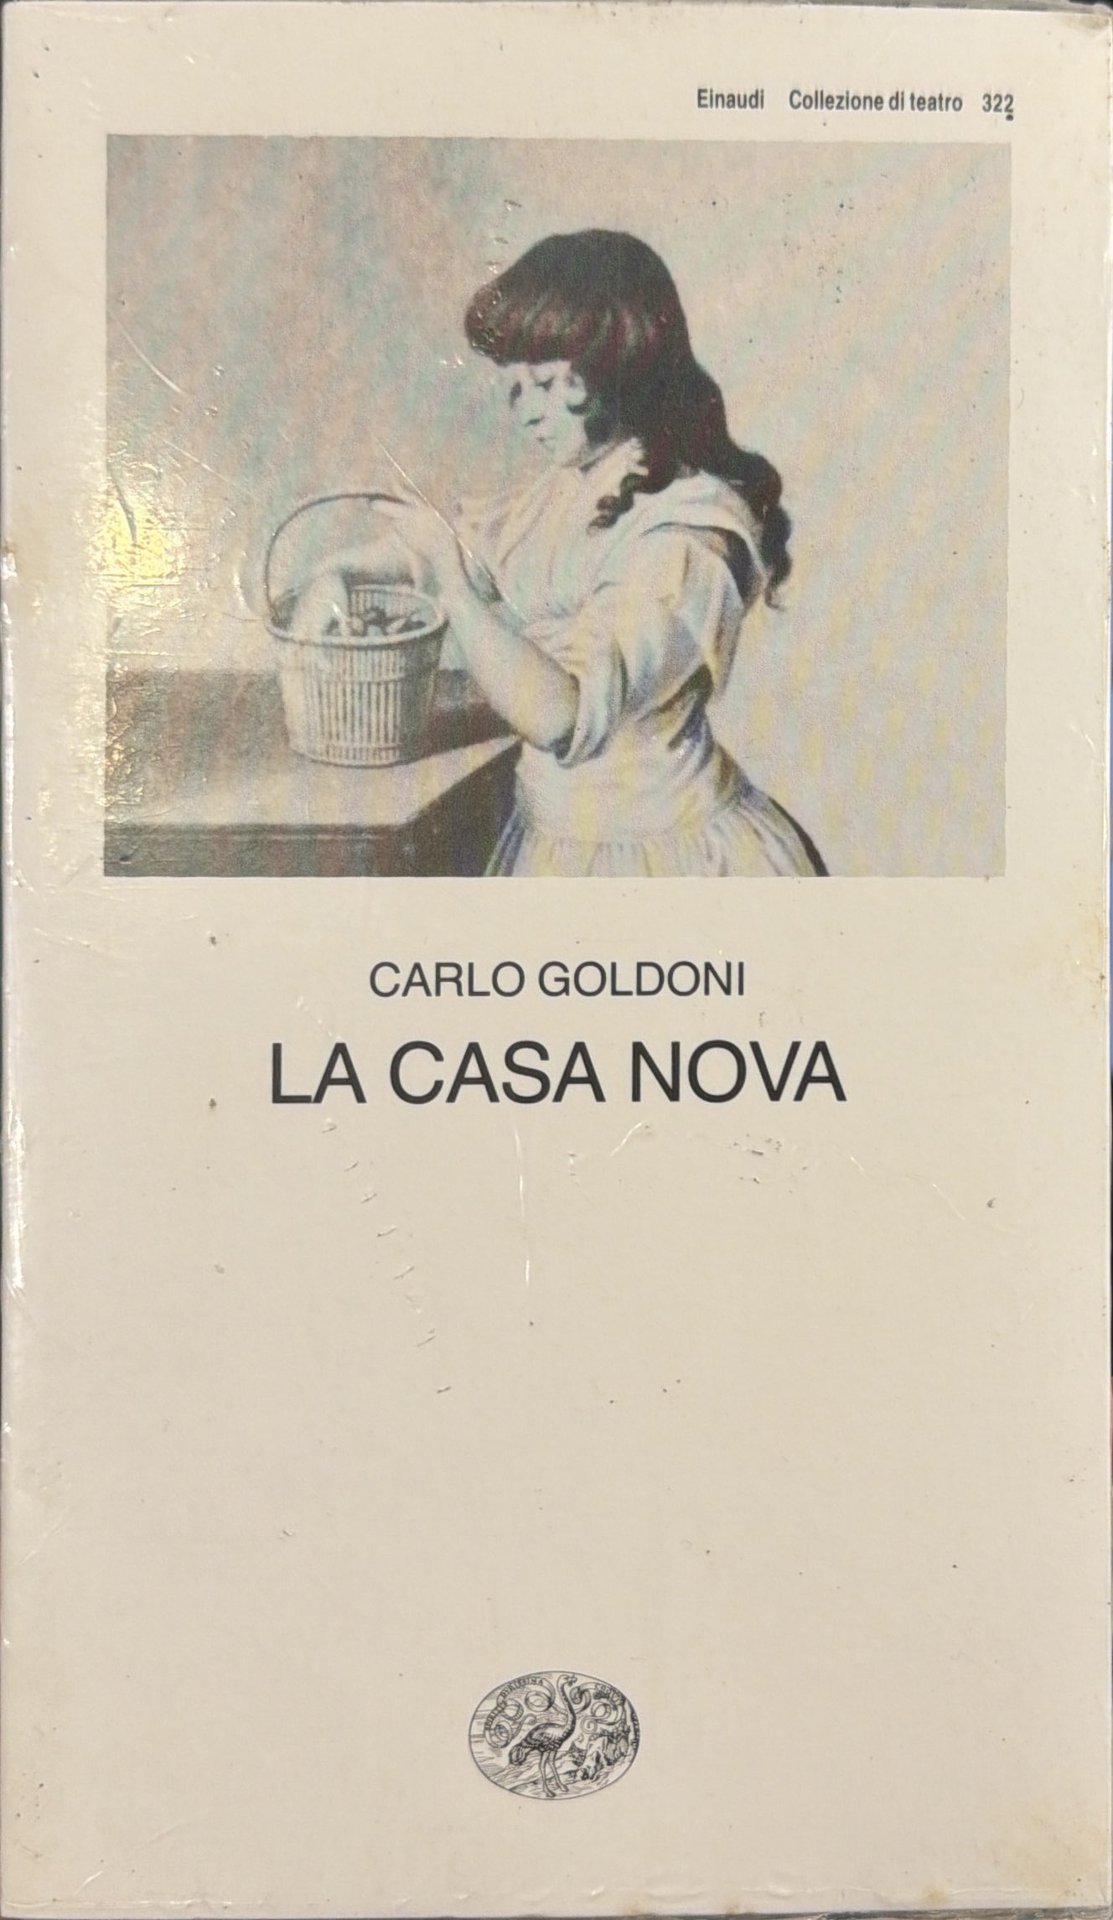 Einaudi Collezione di teatro 322
CARLO GOLDONI
LA CASA NOVA